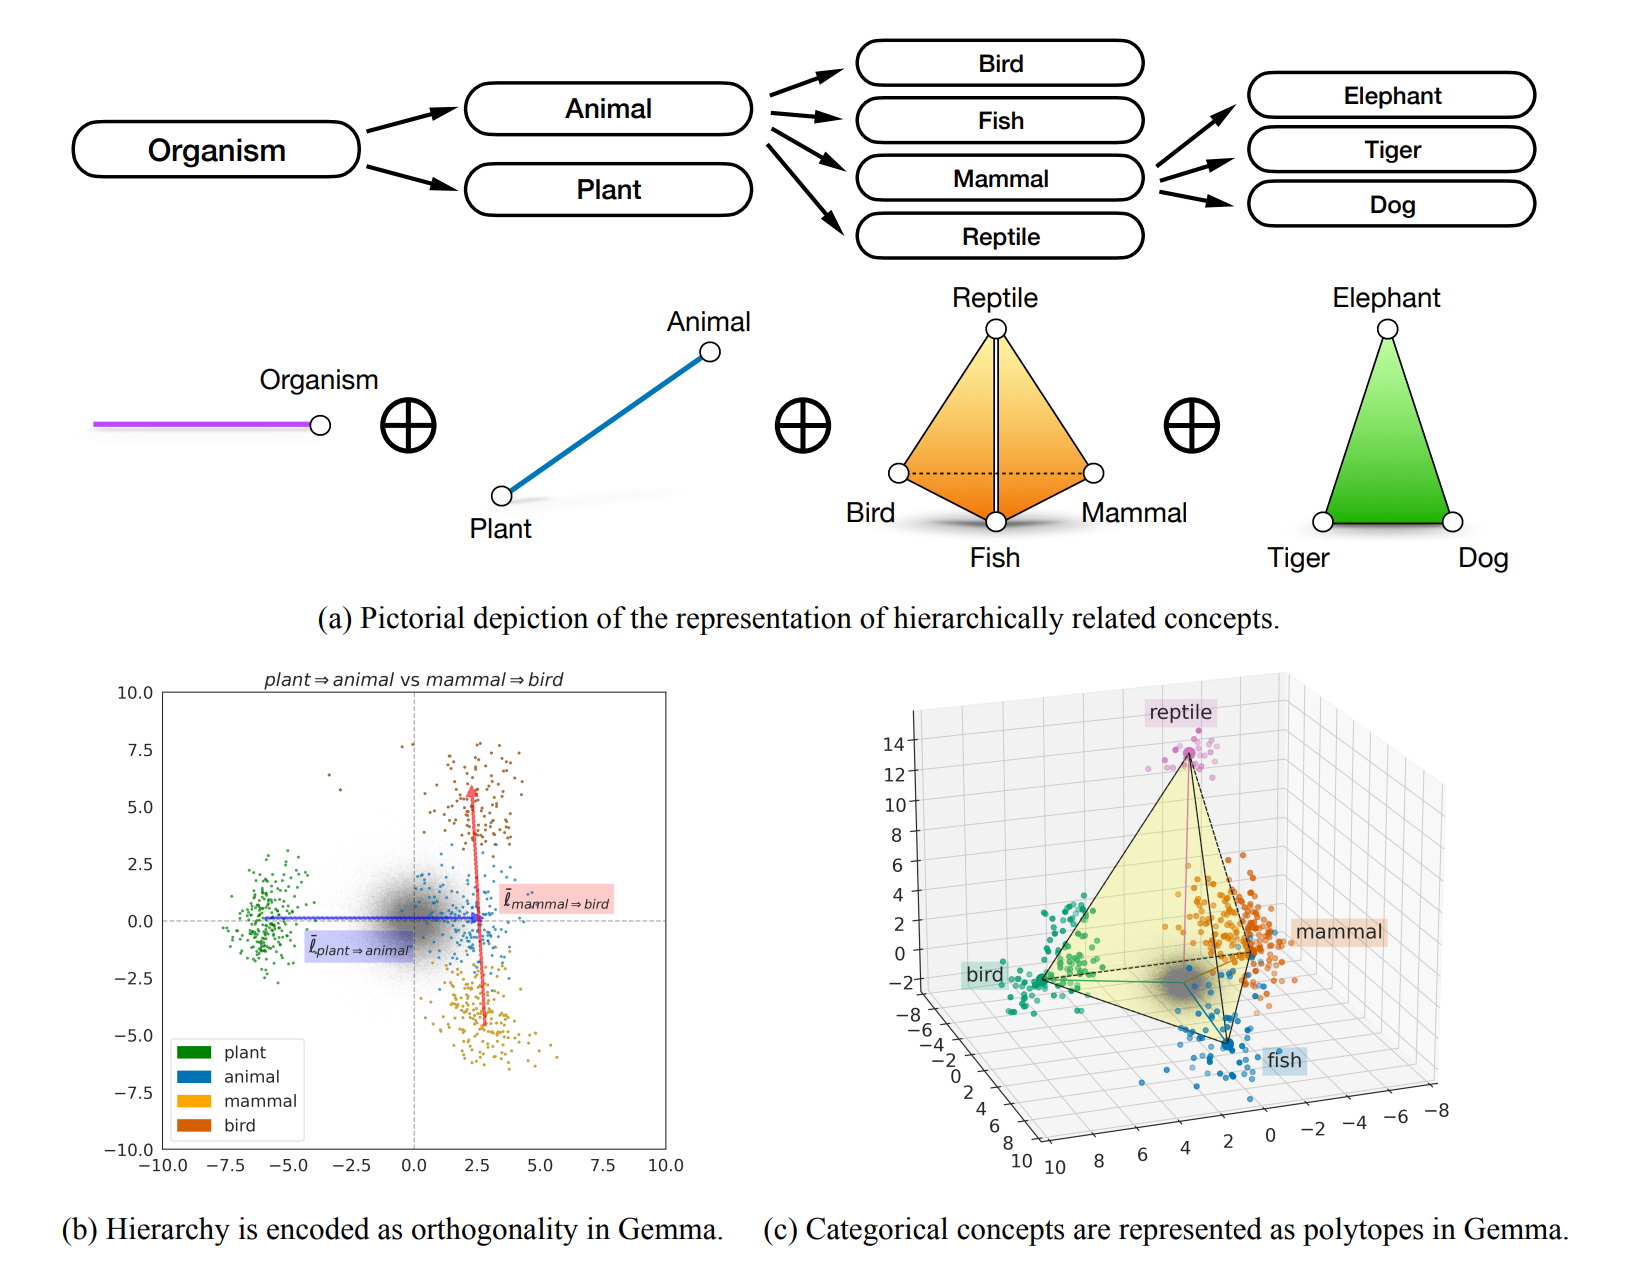 Organism
Animal
Plant
Bird
Fish
Mammal
Reptile
Elephant
Tiger
Dog
Organism
Animal
Plant
Reptile
Bird
Mammal
Fish
Elephant
Tiger
Dog
(a) Pictorial depiction of the representation of hierarchically related concepts.
plant ⇒ animal vs mammal ⇒ bird
10.0
7.5
5.0
2.5
0.0
−2.5
−5.0
−7.5
−10.0
ℓ̄mammal⇒bird
ℓ̄plant⇒animal
plant
animal
mammal
bird
−10.0 −7.5 −5.0 −2.5 0.0 2.5 5.0 7.5 10.0
(b) Hierarchy is encoded as orthogonality in Gemma.
reptile
mammal
bird
fish
14
12
10
8
6
4
2
0
−2
−8
−6
−4
−2
0
2
4
6
8
10
10 8 6 4 2 0 −2 −4 −6 −8
(c) Categorical concepts are represented as polytopes in Gemma.